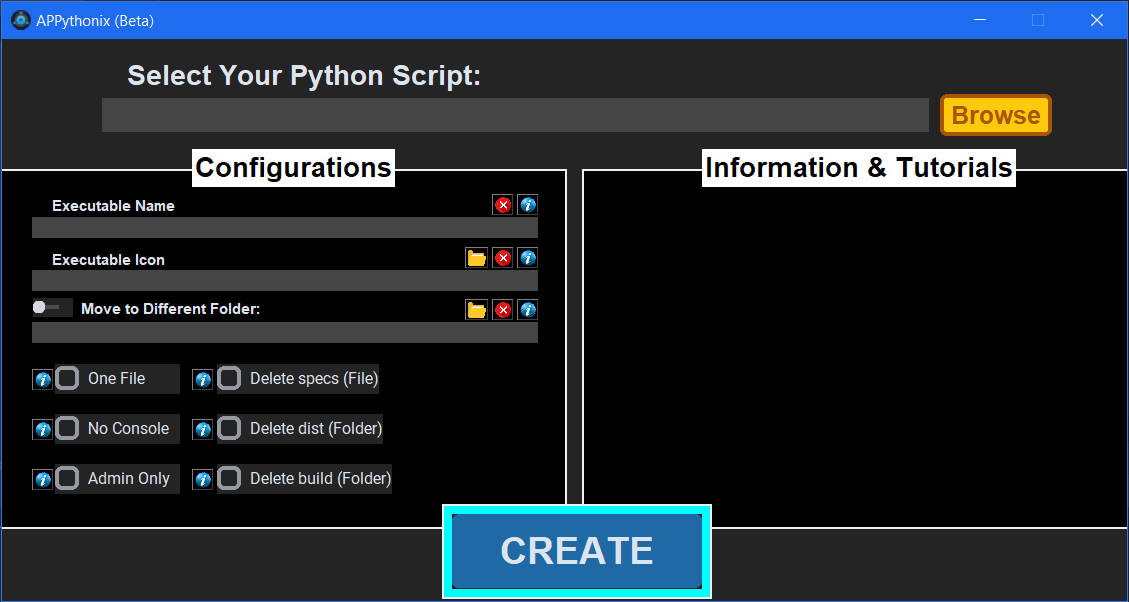 APPythonix (Beta)
Select Your Python Script:
Browse
Configurations
Executable Name
Executable Icon
Move to Different Folder:
One File
Delete specs (File)
No Console
Delete dist (Folder)
Admin Only
Delete build (Folder)
Information & Tutorials
CREATE